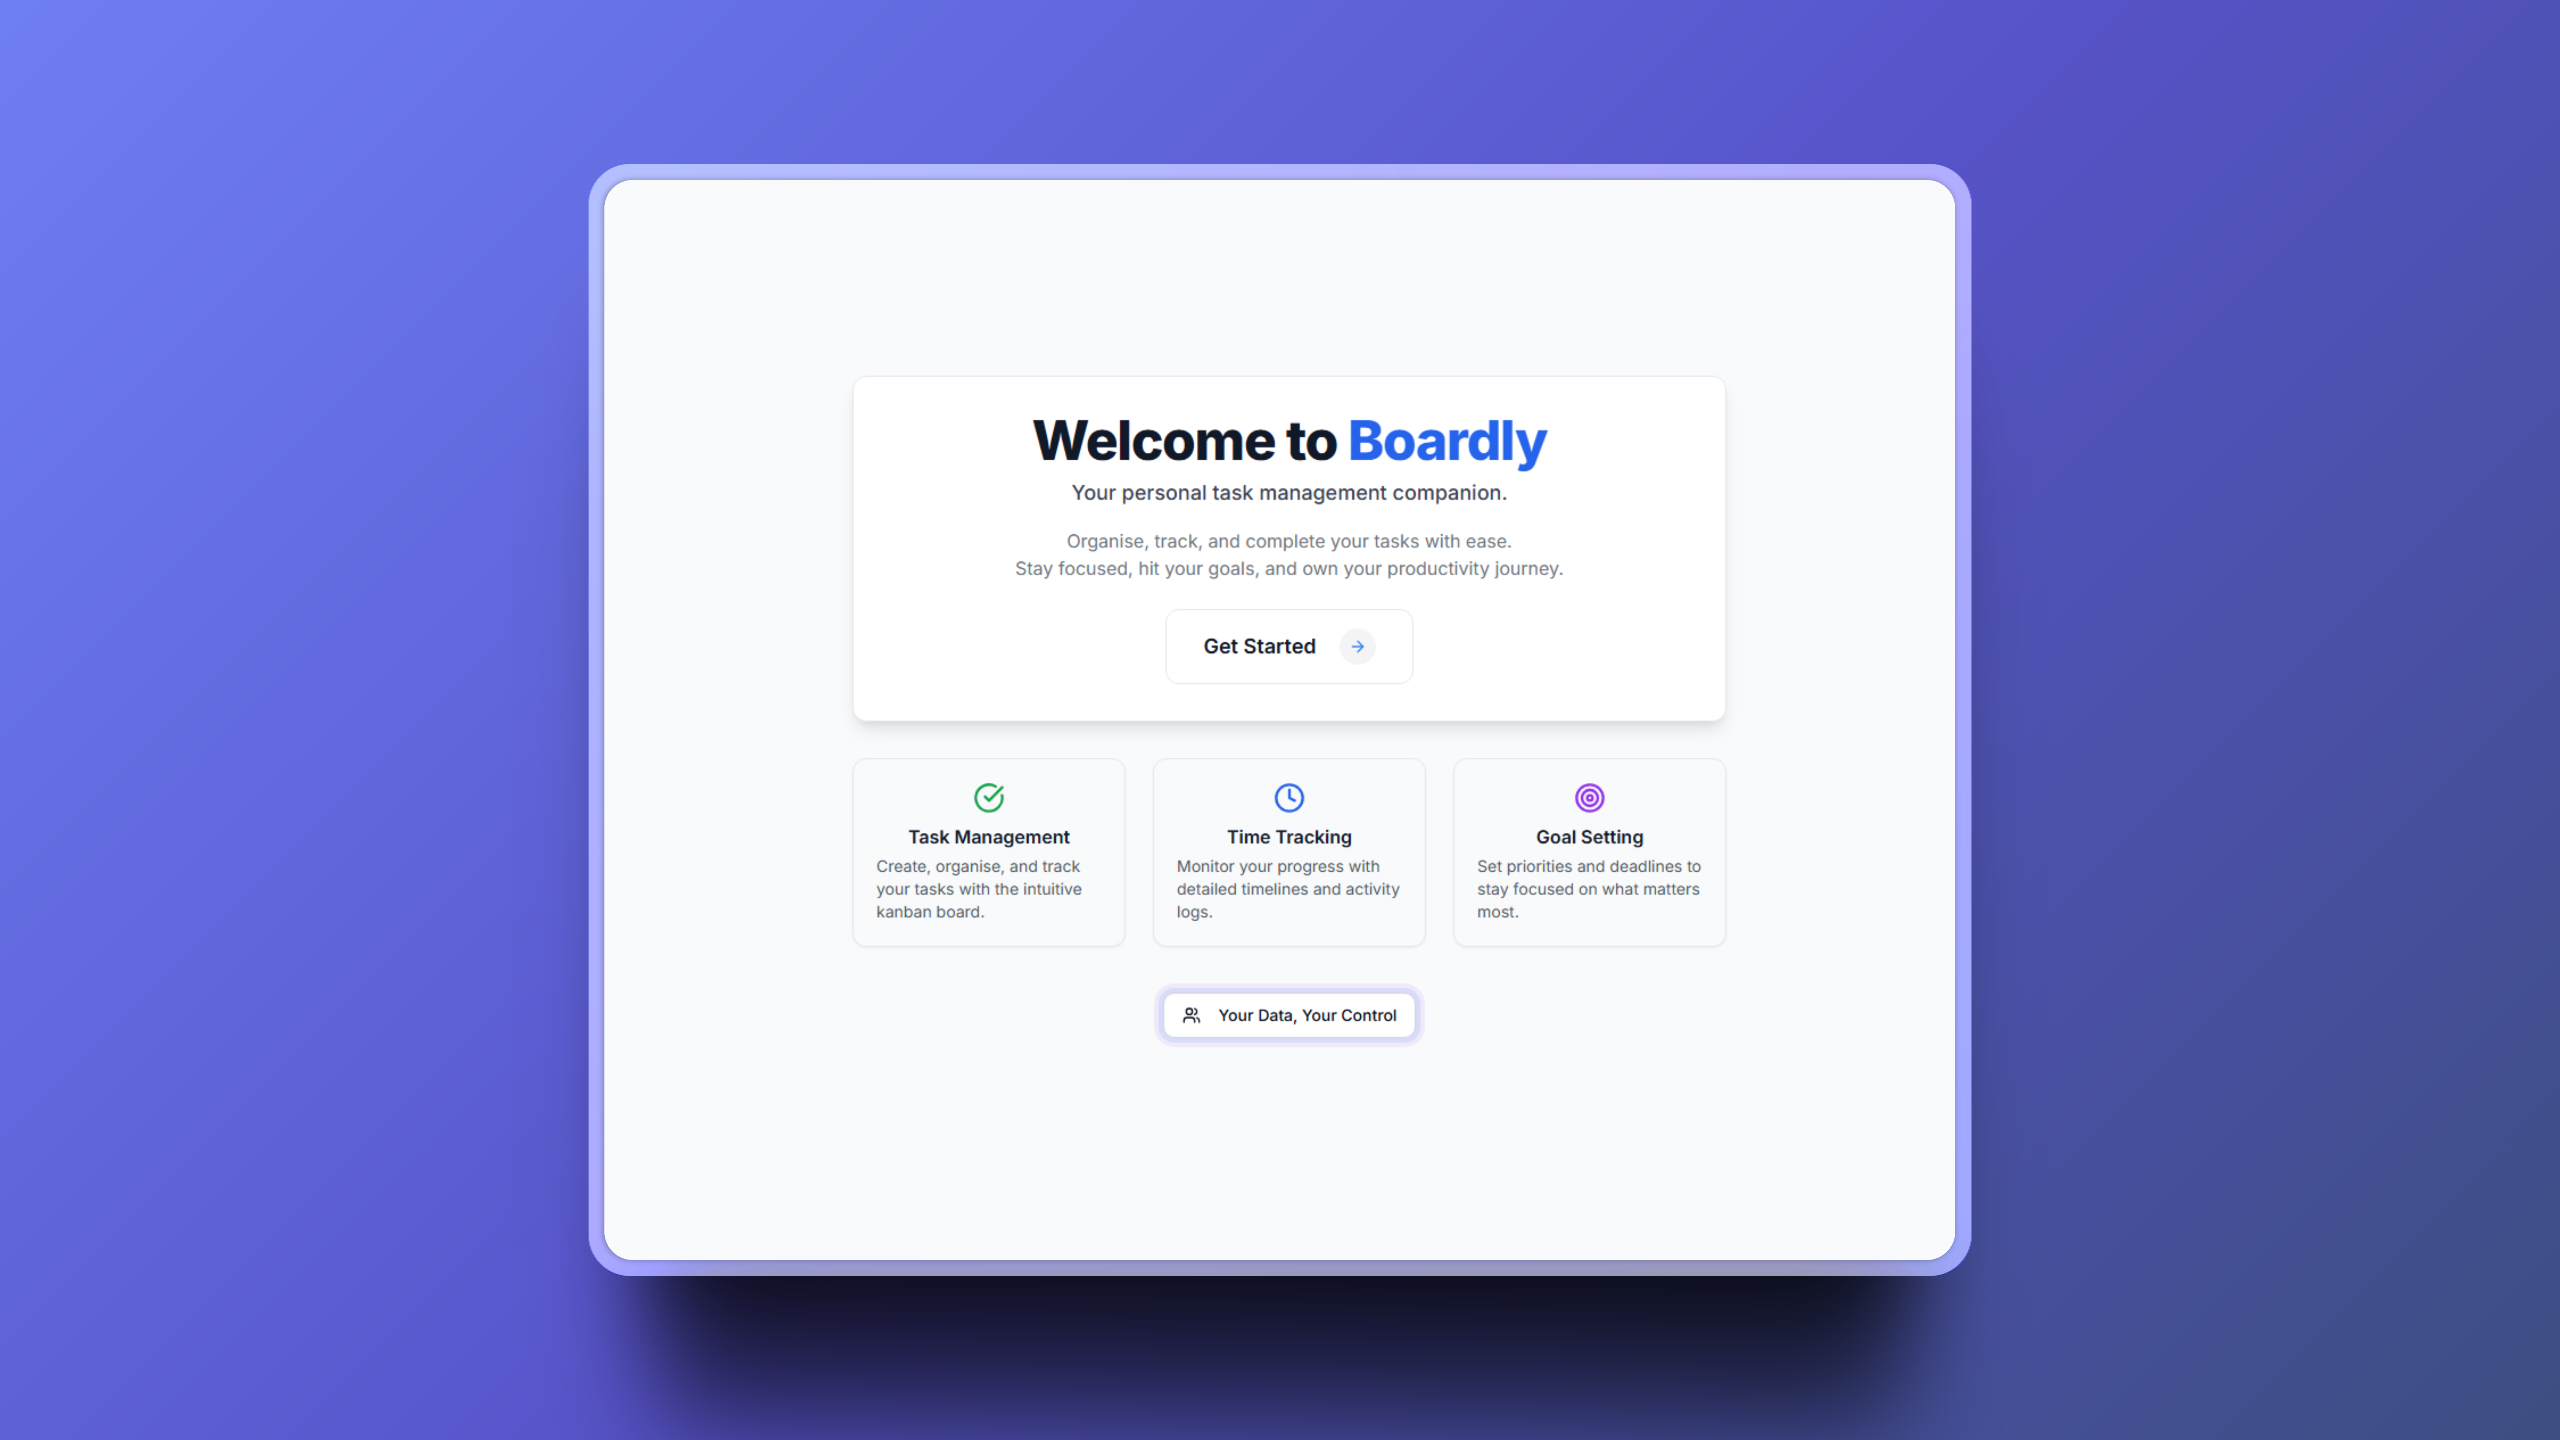 Welcome to Boardly
Your personal task management companion.
Organise, track, and complete your tasks with ease.
Stay focused, hit your goals, and own your productivity journey.
Get Started
Task Management
Create, organise, and track
your tasks with the intuitive
kanban board.
Time Tracking
Monitor your progress with
detailed timelines and activity
logs.
Goal Setting
Set priorities and deadlines to
stay focused on what matters
most.
Your Data, Your Control